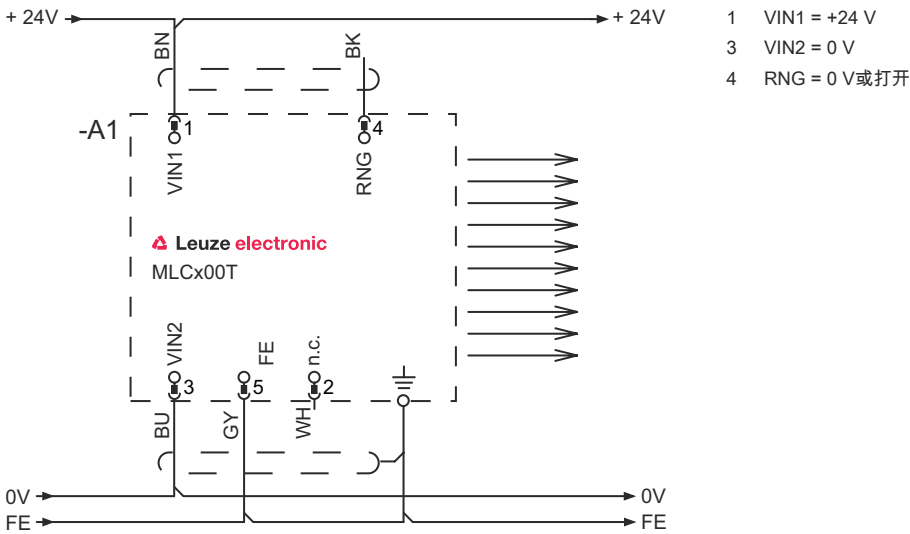 + 24V
+ 24V
BN
BK
-A1
1
4
VIN1
RNG
Leuze electronic
MLCx00T
VIN2
FE
n.c.
3
5
2
BU
GY
WH
0V
0V
FE
FE
1 VIN1 = +24 V
3 VIN2 = 0 V
4 RNG = 0 V或打开